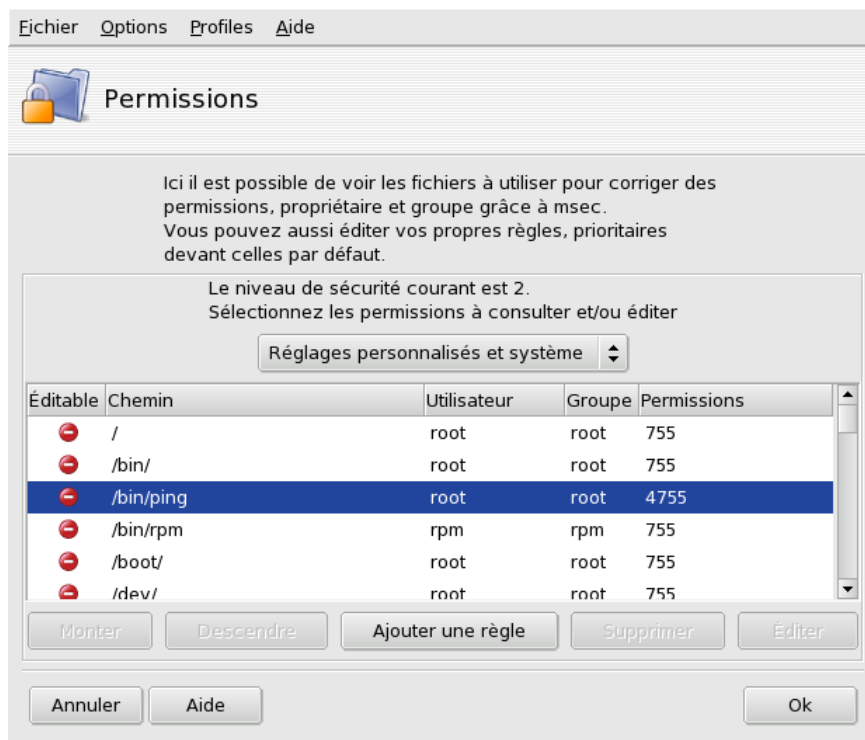 Fichier Options Profiles Aide
Permissions
Ici il est possible de voir les fichiers à utiliser pour corriger des
permissions, propriétaire et groupe grâce à msec.
Vous pouvez aussi éditer vos propres règles, prioritaires
devant celles par défaut.
Le niveau de sécurité courant est 2.
Sélectionnez les permissions à consulter et/ou éditer
Réglages personnalisés et système
Éditable Chemin Utilisateur Groupe Permissions
/ root root 755
/bin/ root root 755
/bin/ping root root 4755
/bin/rpm rpm rpm 755
/boot/ root root 755
/dev/ root root 755
Monter Descendre Ajouter une règle Supprimer Éditer
Annuler Aide Ok